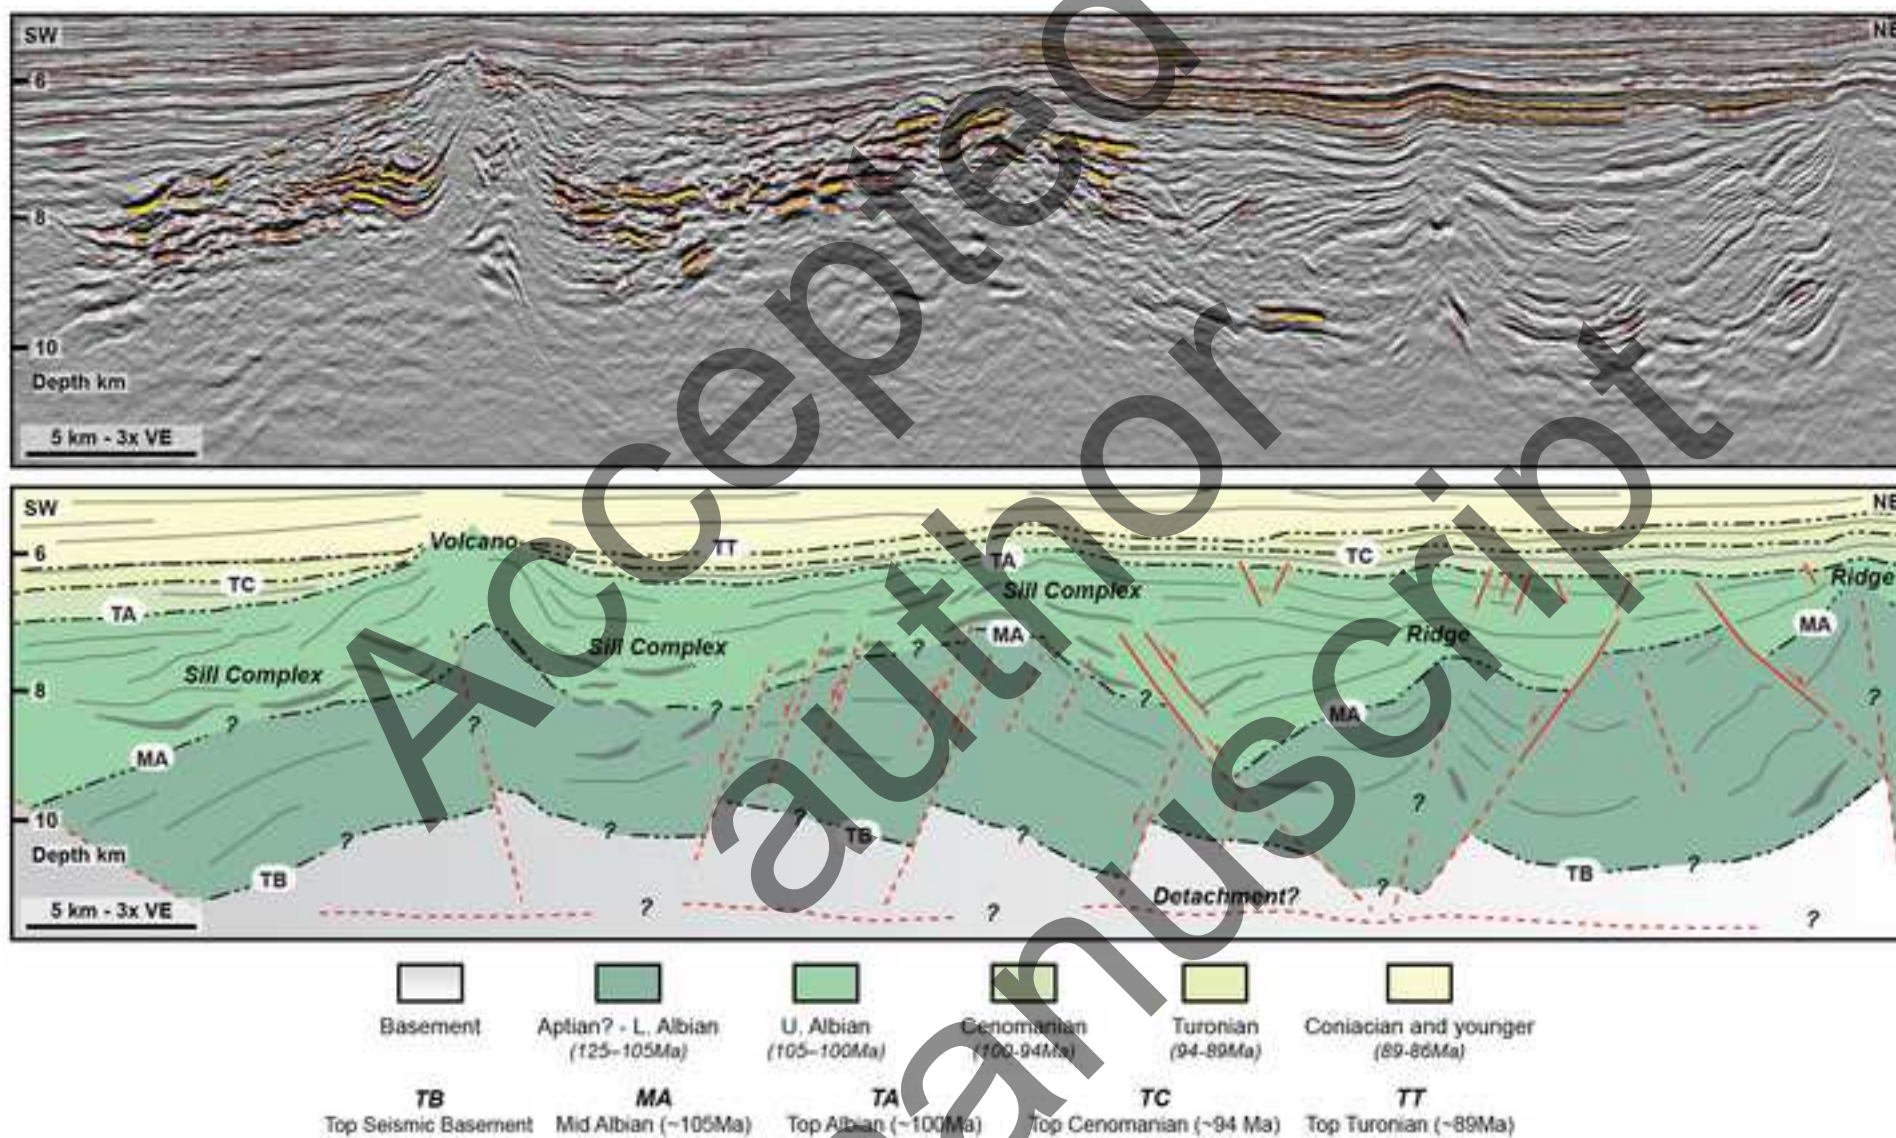 SW
NE
6
8
10
Depth km
5 km - 3x VE
SW
NE
Volcano
TT
6
TC
TA
TC
TA
Sill Complex
Ridge
Ridge
MA
MA
Sill Complex
Sill Complex
?
8
?
?
?
?
?
MA
MA
?
10
?
?
?
TB
?
Depth km
TB
TB
?
?
Detachment?
5 km - 3x VE
?
?
?
Basement
Aptian? - L. Albian
(125–105Ma)
U. Albian
(105–100Ma)
Cenomanian
(100-94Ma)
Turonian
(94-89Ma)
Coniacian and younger
(89-86Ma)
TB
Top Seismic Basement
MA
Mid Albian (~105Ma)
TA
Top Albian (~100Ma)
TC
Top Cenomanian (~94 Ma)
TT
Top Turonian (~89Ma)
Accepted
author
manuscript